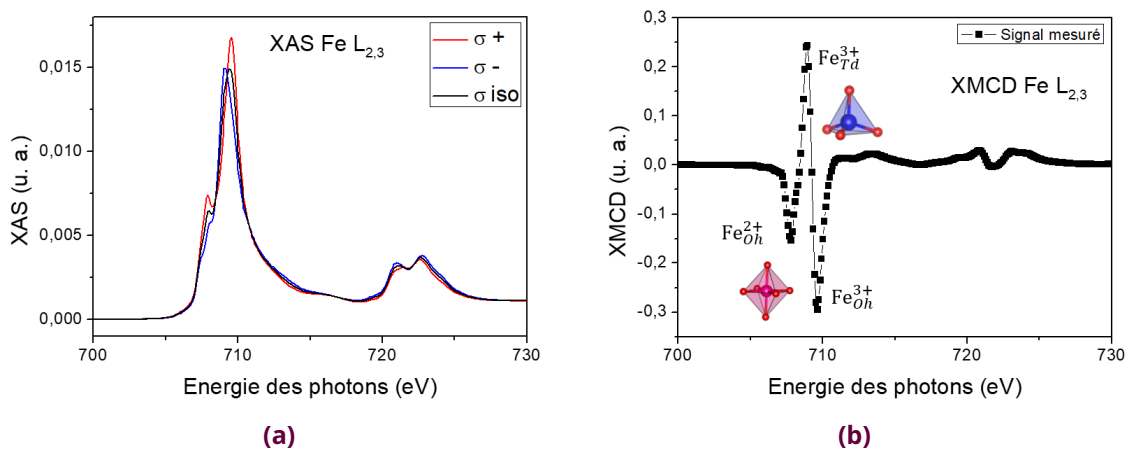 XAS Fe L2,3
σ +
σ -
σ iso
0,015
0,010
0,005
0,000
XAS (u. a.)
700
710
720
730
Energie des photons (eV)
(a)
0,3
0,2
0,1
0,0
-0,1
-0,2
-0,3
XMCD (u. a.)
Signal mesuré
Fe3+Td
XMCD Fe L2,3
Fe2+Oh
Fe3+Oh
700
710
720
730
Energie des photons (eV)
(b)